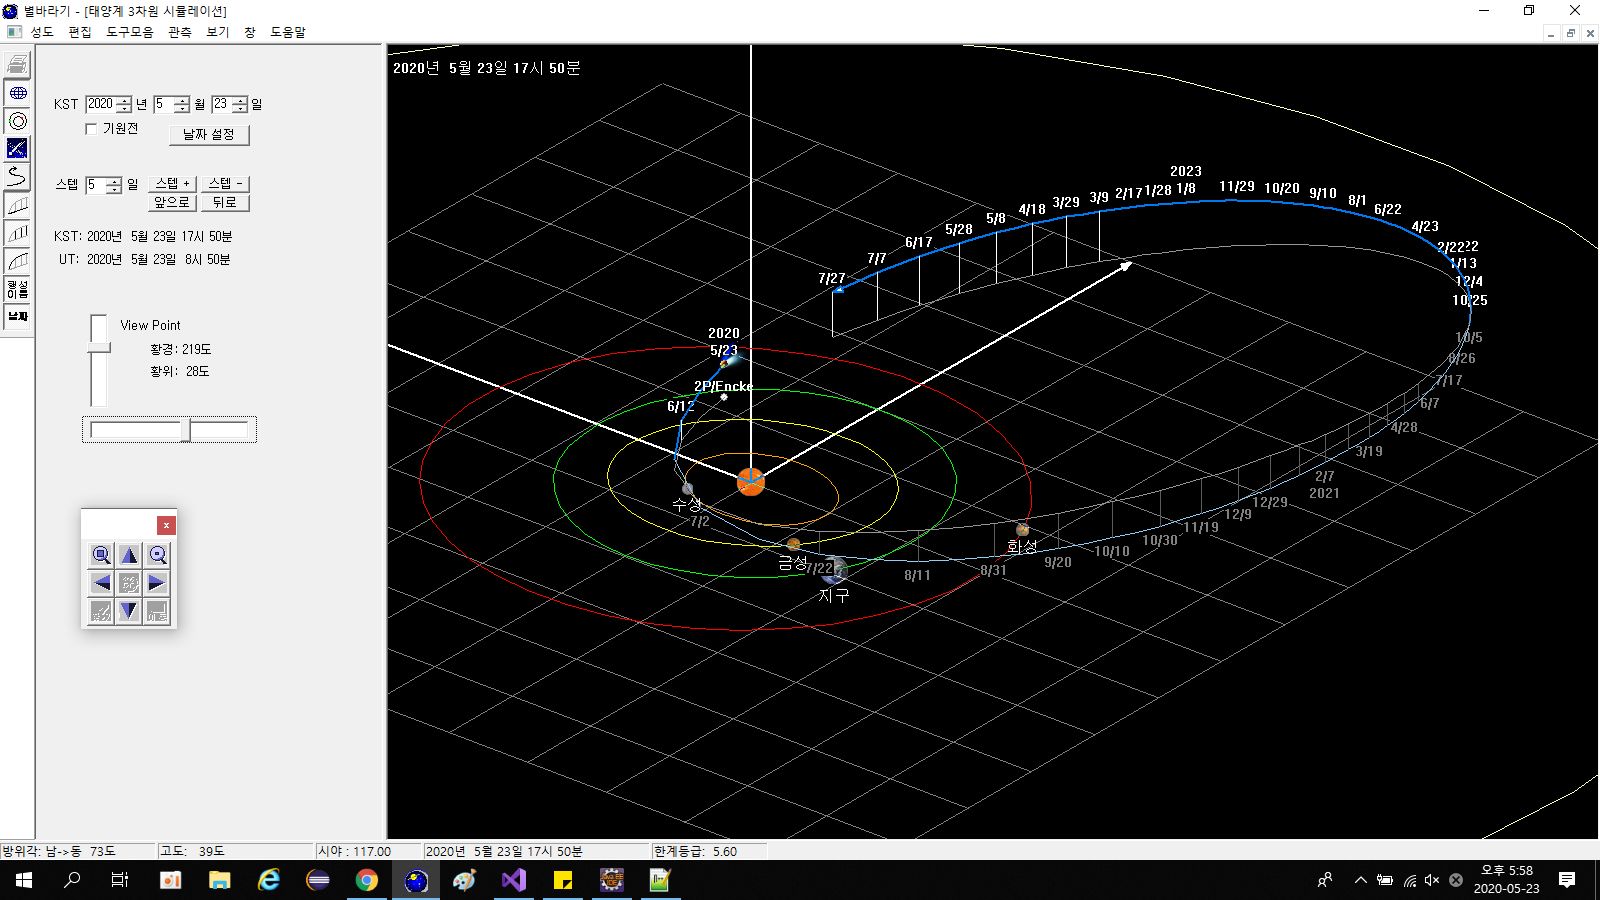 별바라기 - [태양계 3차원 시뮬레이션]
성도 편집 도구모음 관측 보기 창 도움말
2020년 5월 23일 17시 50분
KST 2020 년 5 월 23 일
기원전
날짜 설정
스텝 5 일 스텝 + 스텝 -
앞으로 뒤로
KST: 2020년 5월 23일 17시 50분
UT: 2020년 5월 23일 8시 50분
행성
이름
날짜
View Point
황경: 219도
황위: 28도
x
2023
3/9 2/17 1/28 1/8 11/29 10/20 9/10 8/1
7/27 7/7 6/17 5/28 5/8 4/18 3/29
6/22
4/23
2/22
1/13
12/4
10/25
10/5
8/26
7/17
6/7
4/28
3/19
2/7
2021
12/29
12/9
11/19
10/30
10/10
9/20
8/31
8/11
7/22
7/2
2020
5/23
2P/Encke
6/12
수성
금성
지구
화성
방위각: 남->동 73도 고도: 39도 시야 : 117.00 2020년 5월 23일 17시 50분 한계등급: 5.60
오후 5:58
2020-05-23